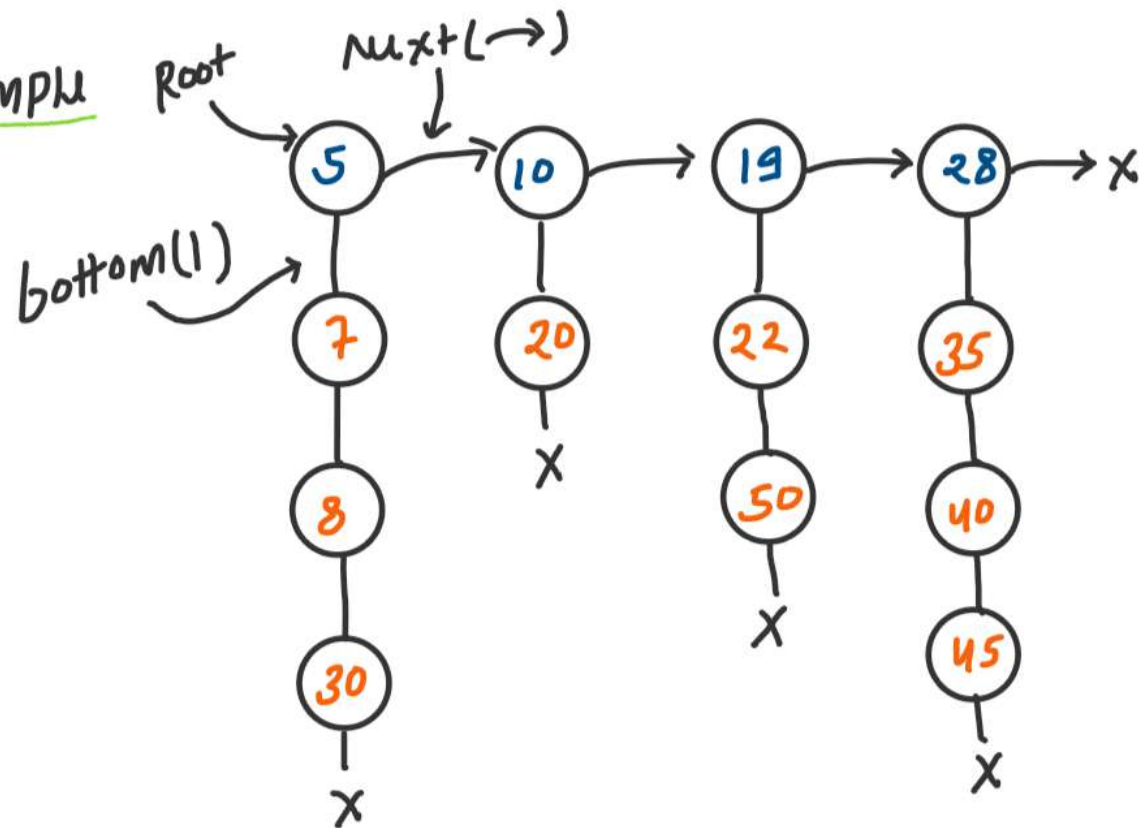 mple Root Next(→)
5 10 19 28 X
bottom(|)
7 20 22 35
X
8 50 40
X
30 45
X
X